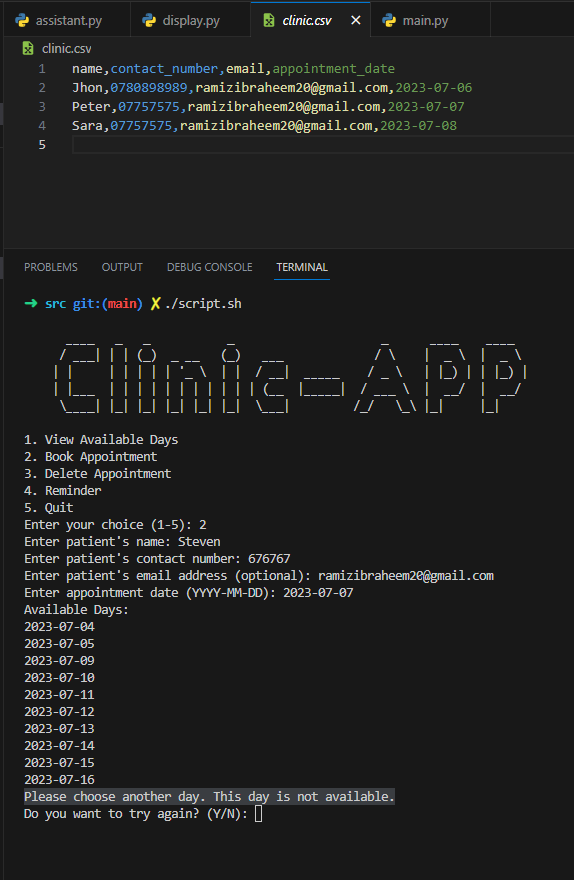 assistant.py display.py clinic.csv main.py
clinic.csv
1 name,contact_number,email,appointment_date
2 Jhon,0780898989,ramizibraheem20@gmail.com,2023-07-06
3 Peter,07757575,ramizibraheem20@gmail.com,2023-07-07
4 Sara,07757575,ramizibraheem20@gmail.com,2023-07-08
5
PROBLEMS OUTPUT DEBUG CONSOLE TERMINAL
➜ src git:(main) ✗ ./script.sh
Clinic-App
1. View Available Days
2. Book Appointment
3. Delete Appointment
4. Reminder
5. Quit
Enter your choice (1-5): 2
Enter patient's name: Steven
Enter patient's contact number: 676767
Enter patient's email address (optional): ramizibraheem20@gmail.com
Enter appointment date (YYYY-MM-DD): 2023-07-07
Available Days:
2023-07-04
2023-07-05
2023-07-09
2023-07-10
2023-07-11
2023-07-12
2023-07-13
2023-07-14
2023-07-15
2023-07-16
Please choose another day. This day is not available.
Do you want to try again? (Y/N):